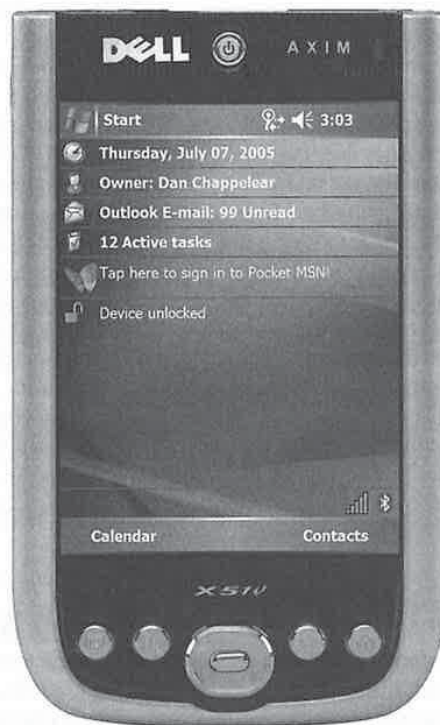 DELL AXIM
Start 3:03
Thursday, July 07, 2005
Owner: Dan Chappelear
Outlook E-mail: 99 Unread
12 Active tasks
Tap here to sign in to Pocket MSN!
Device unlocked
Calendar Contacts
X51v